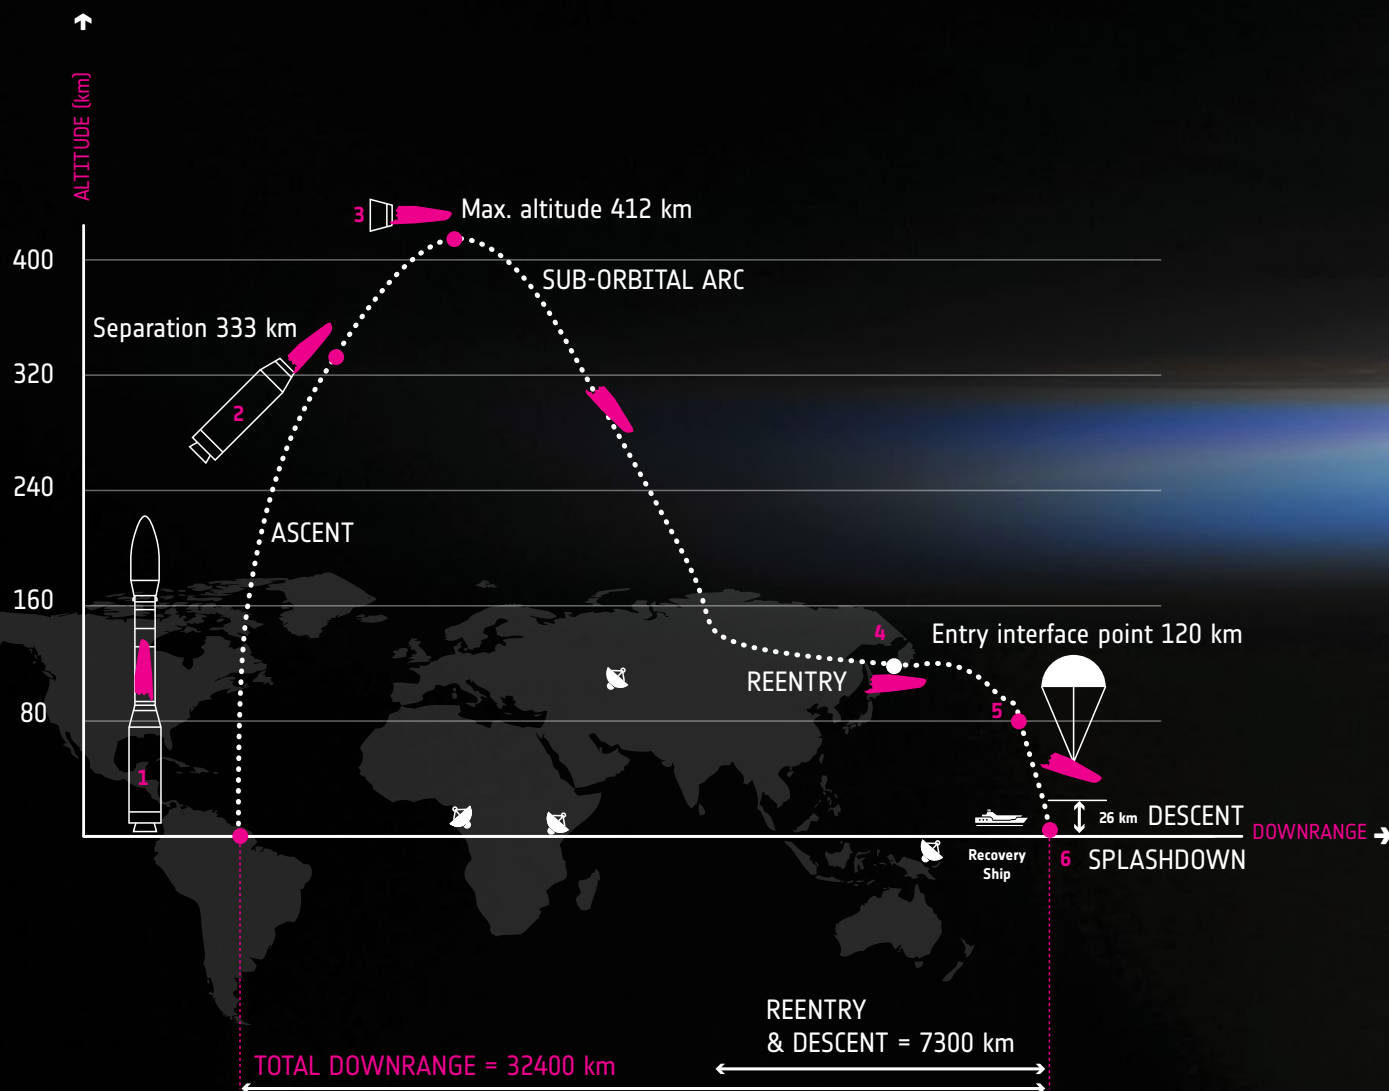 ALTITUDE (km)
3
Max. altitude 412 km
400
SUB-ORBITAL ARC
Separation 333 km
320
2
240
ASCENT
160
4
Entry interface point 120 km
REENTRY
80
5
1
26 km
DESCENT
DOWNRANGE
Recovery
Ship
6
SPLASHDOWN
REENTRY
& DESCENT = 7300 km
TOTAL DOWNRANGE = 32400 km